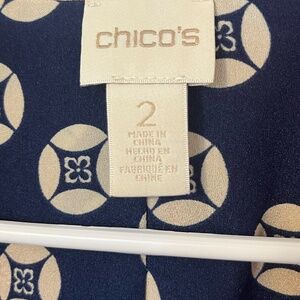 chico's
2
MADE IN
CHINA
HECHO EN
CHINA
FABRIQUÉ EN
CHINE